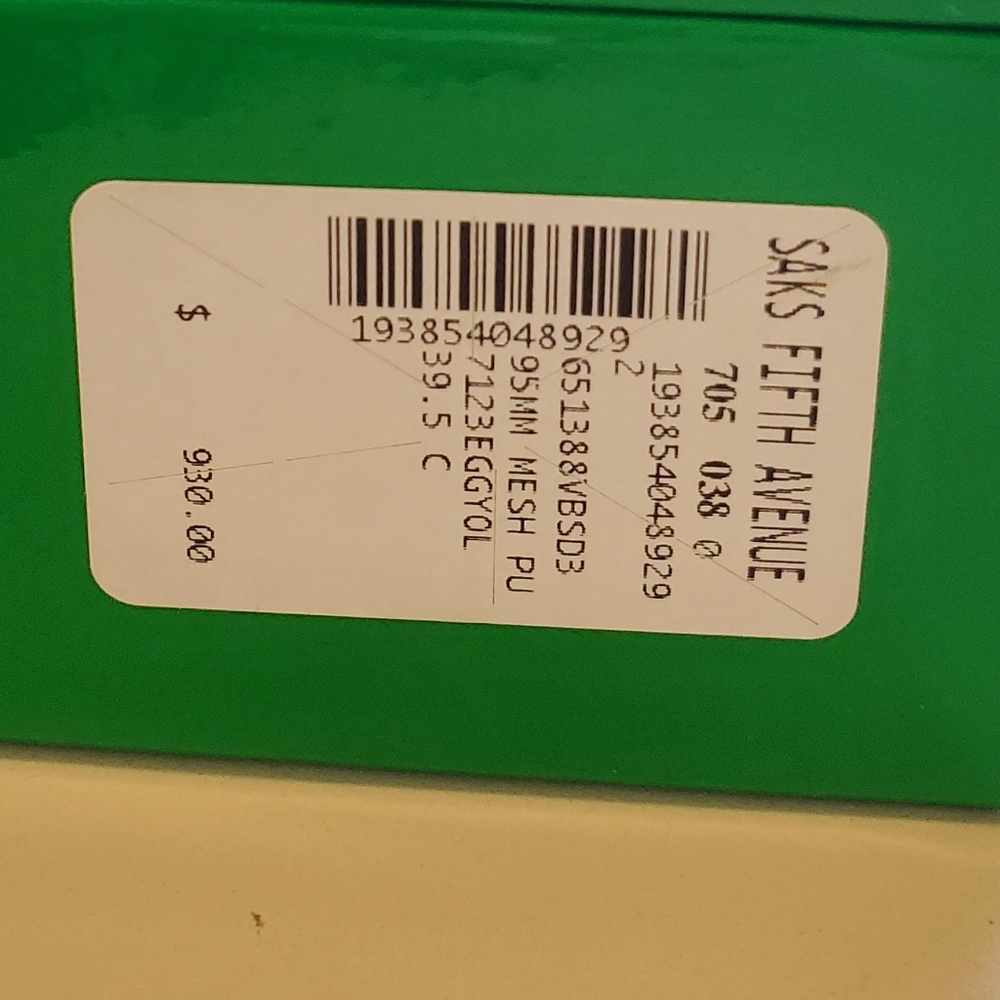 SAKS FIFTH AVENUE
705 038 0
193854048929
2
651388VBSD3
95MM MESH PU
7123EGGYOL
39.5 C
$ 930.00
193854048929